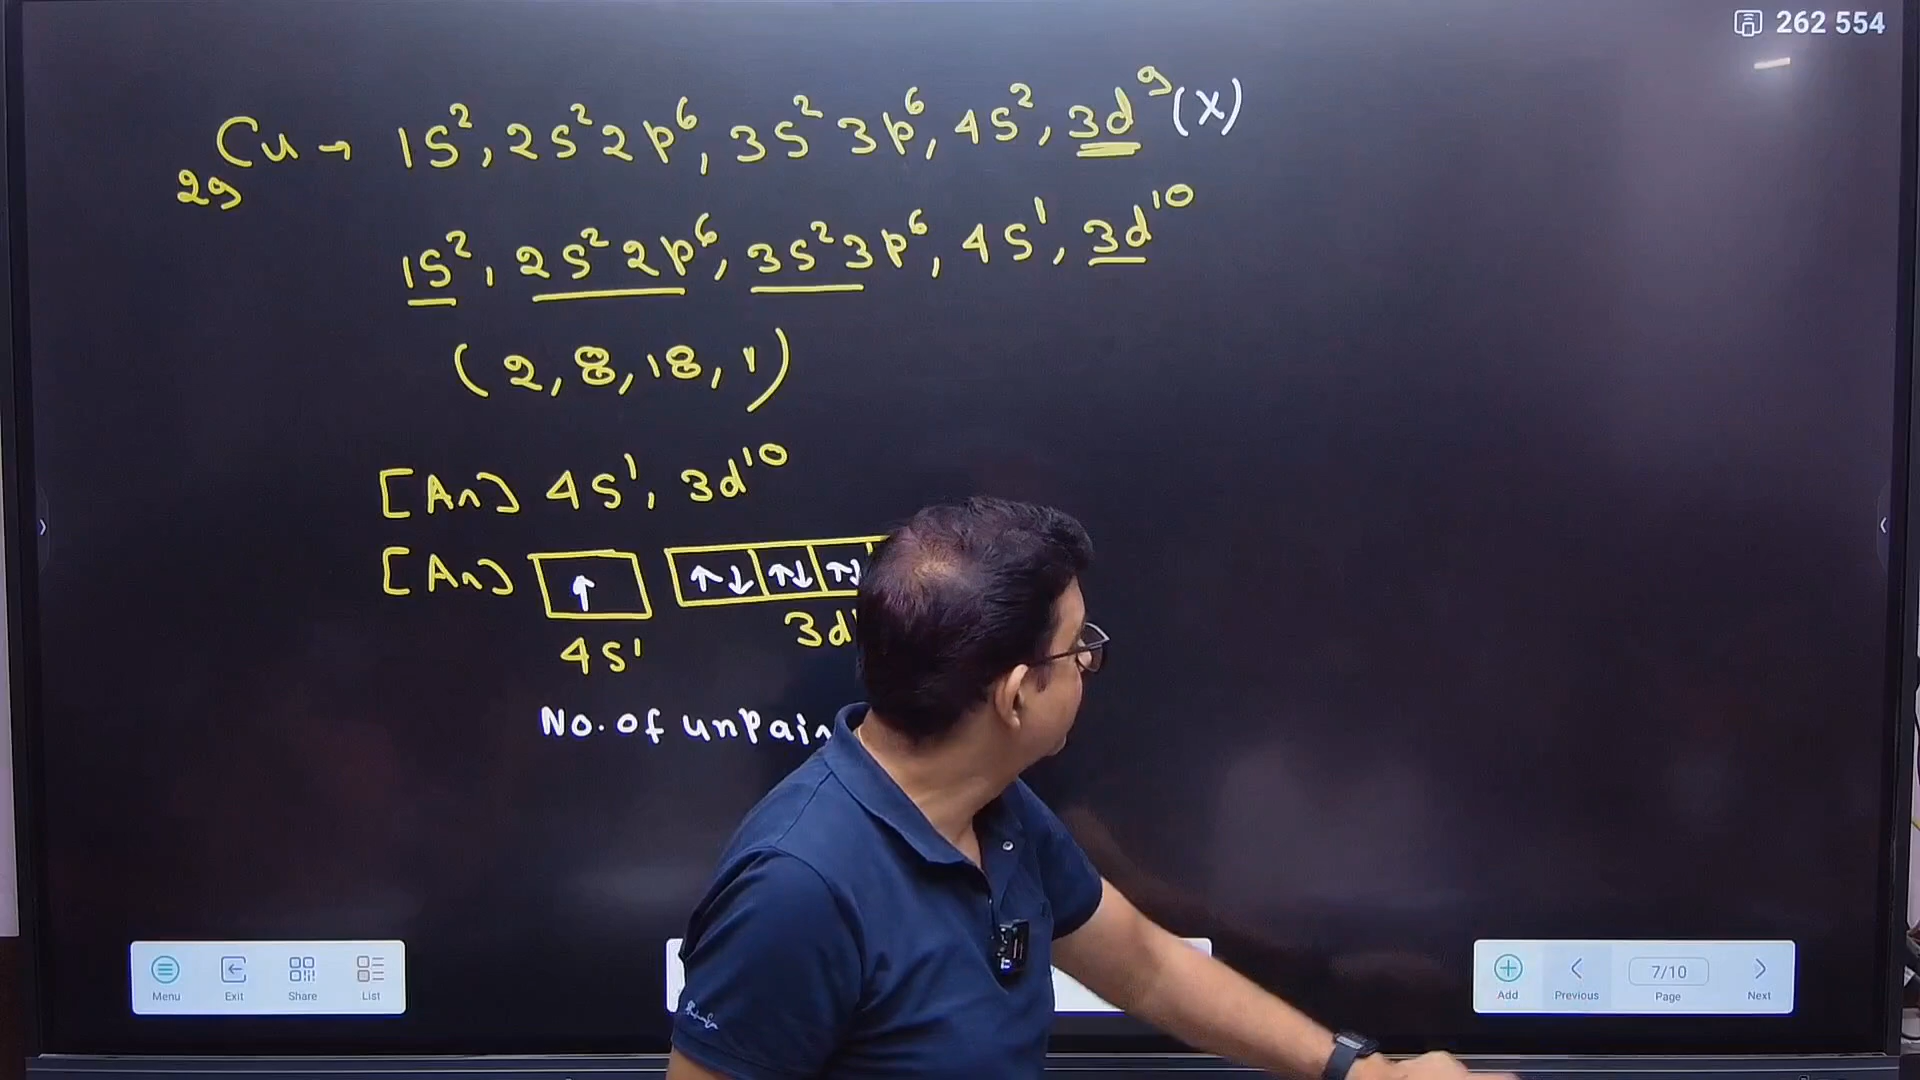 262 554
₂₉Cu → 1S², 2S² 2p⁶, 3S² 3p⁶, 4S², 3d⁹ (x)
1S², 2S² 2p⁶, 3S² 3p⁶, 4S¹, 3d¹⁰
(2, 8, 18, 1)
[Ar] 4S¹, 3d¹⁰
[Ar] ↑ ↑↓ ↑↓ ↑↓
4S¹ 3d¹
No. of unpair
Menu Exit Share List
Add Previous 7/10 Page Next